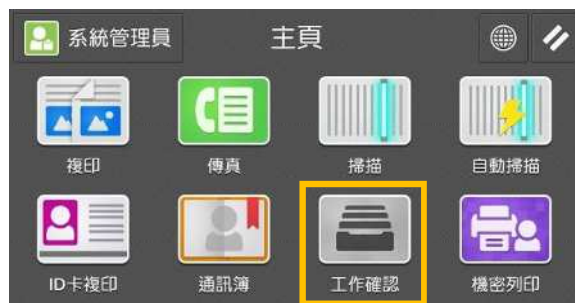 系統管理員
主頁
複印
傳真
掃描
自動掃描
ID卡複印
通訊簿
工作確認
機密列印